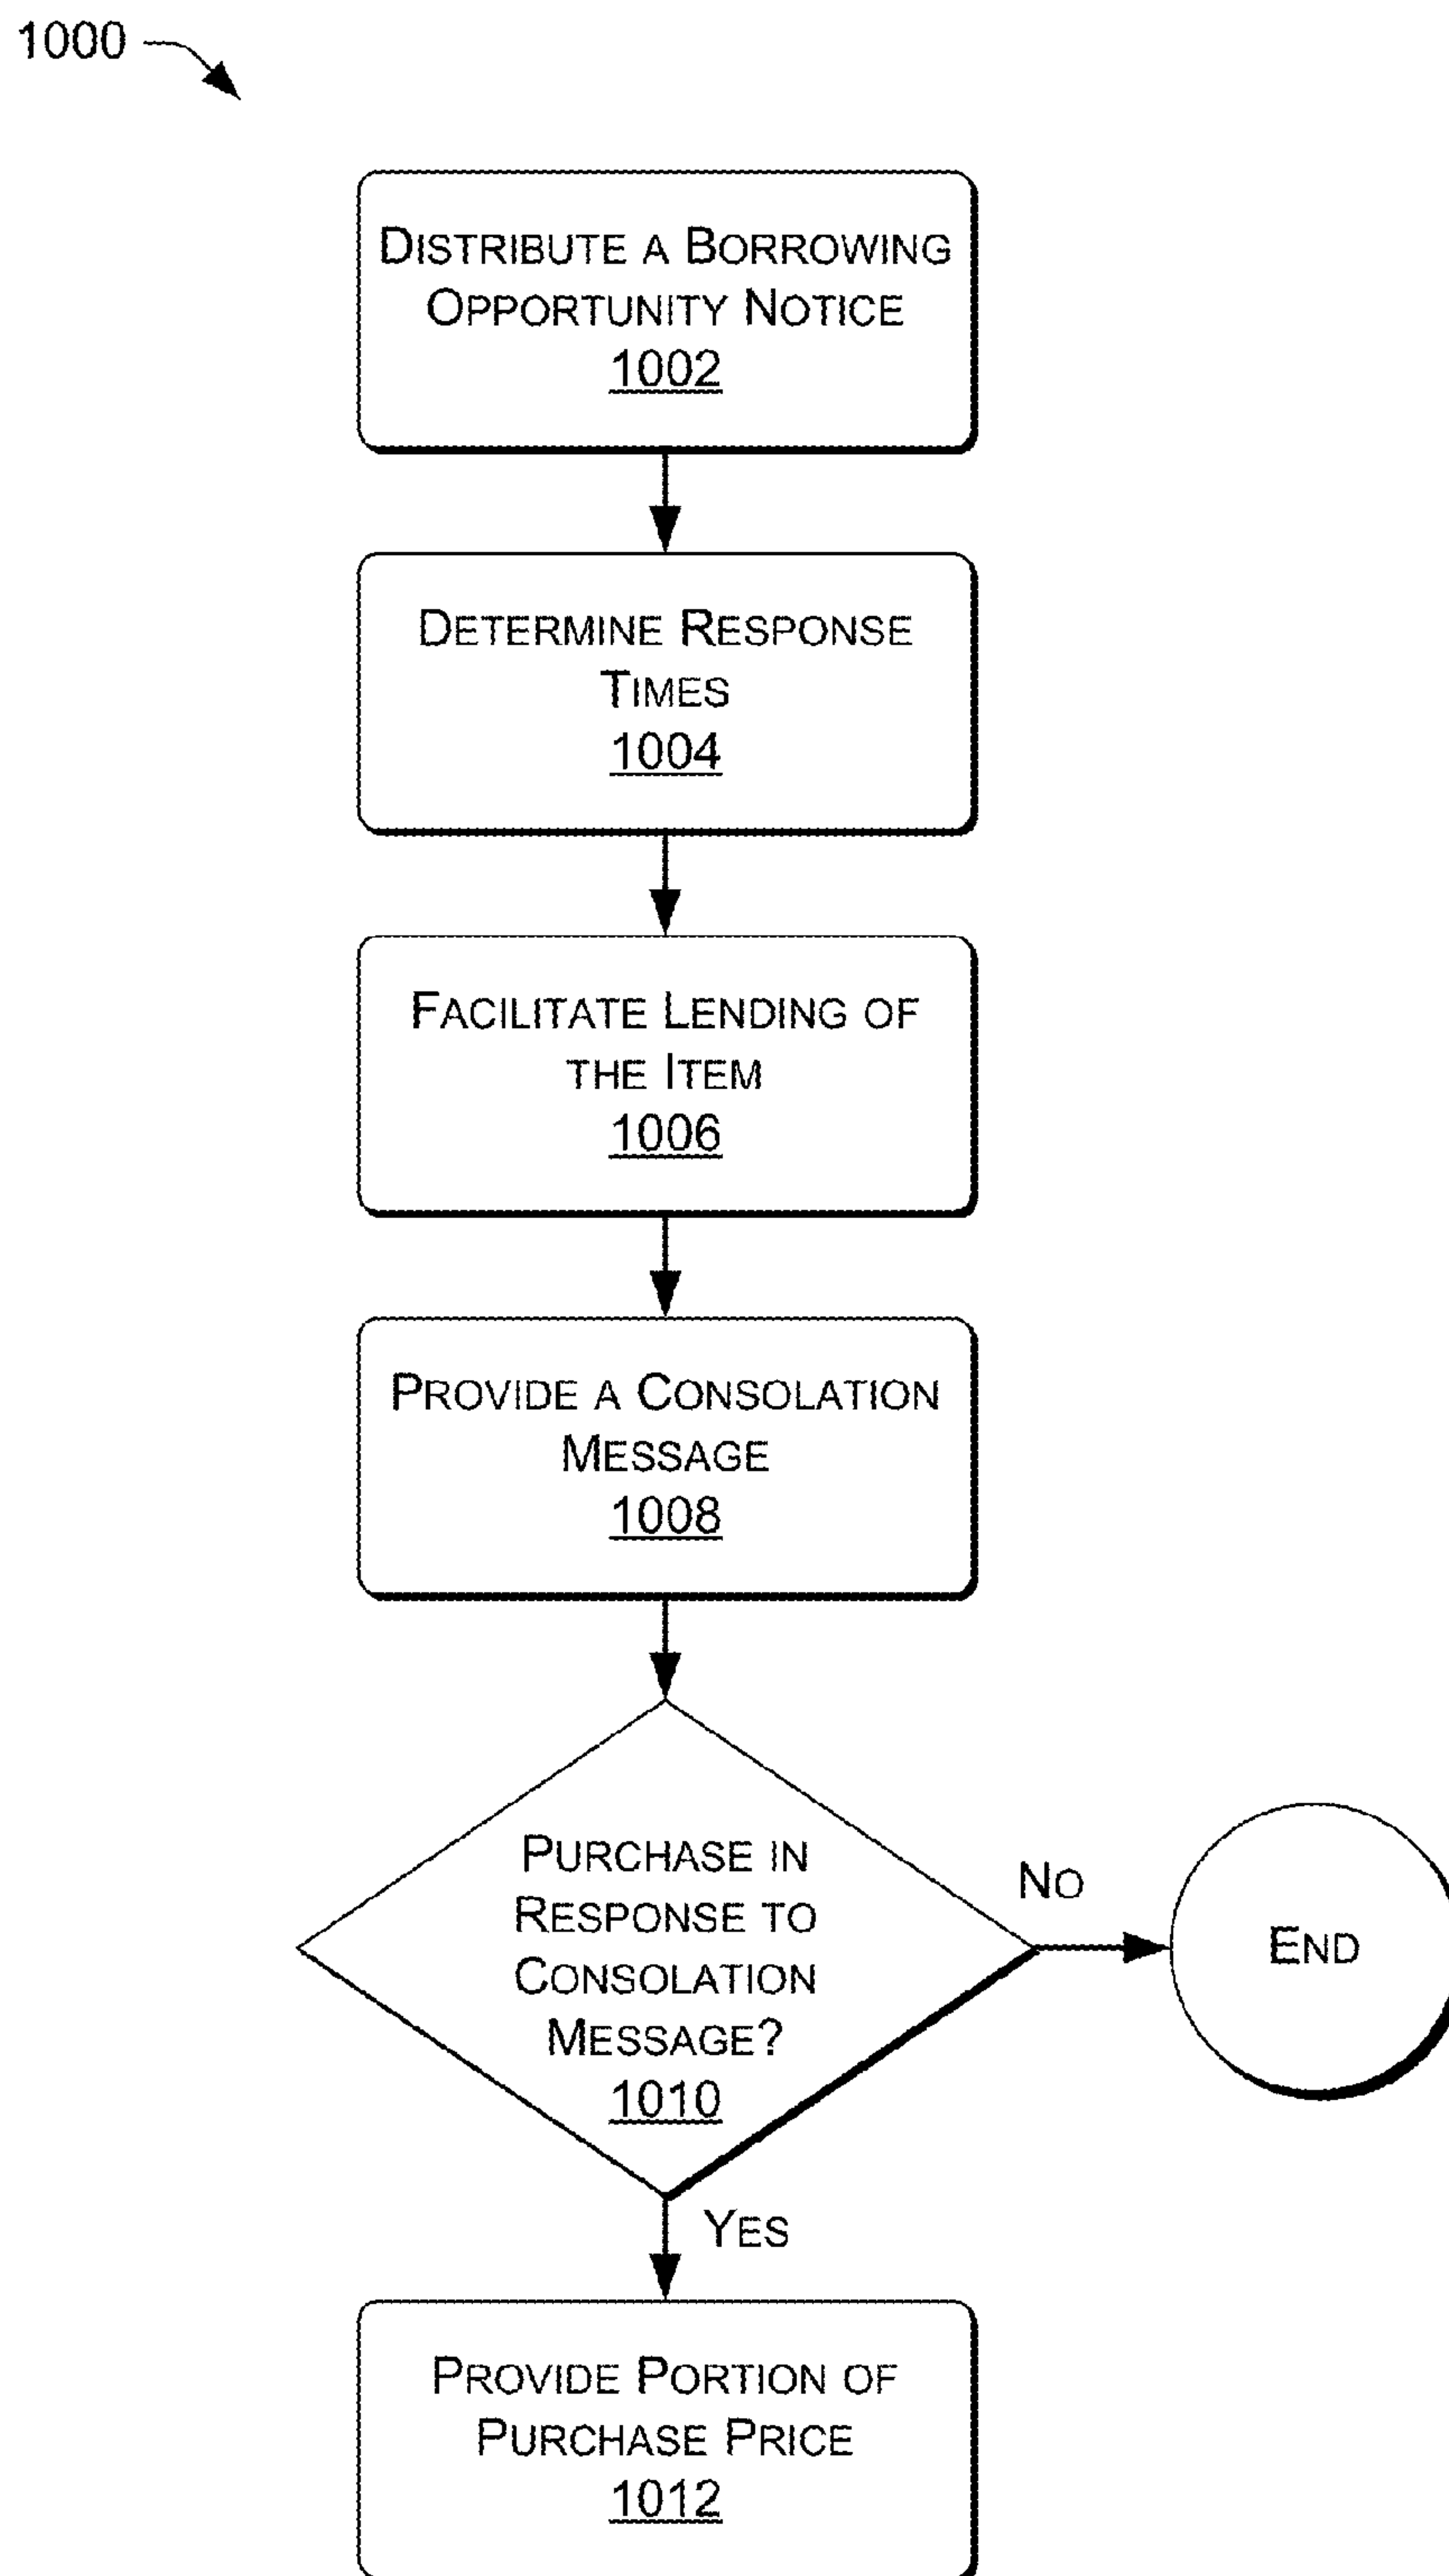 1000
DISTRIBUTE A BORROWING
OPPORTUNITY NOTICE
1002
DETERMINE RESPONSE
TIMES
1004
FACILITATE LENDING OF
THE ITEM
1006
PROVIDE A CONSOLATION
MESSAGE
1008
PURCHASE IN
RESPONSE TO
CONSOLATION
MESSAGE?
1010
NO
END
YES
PROVIDE PORTION OF
PURCHASE PRICE
1012